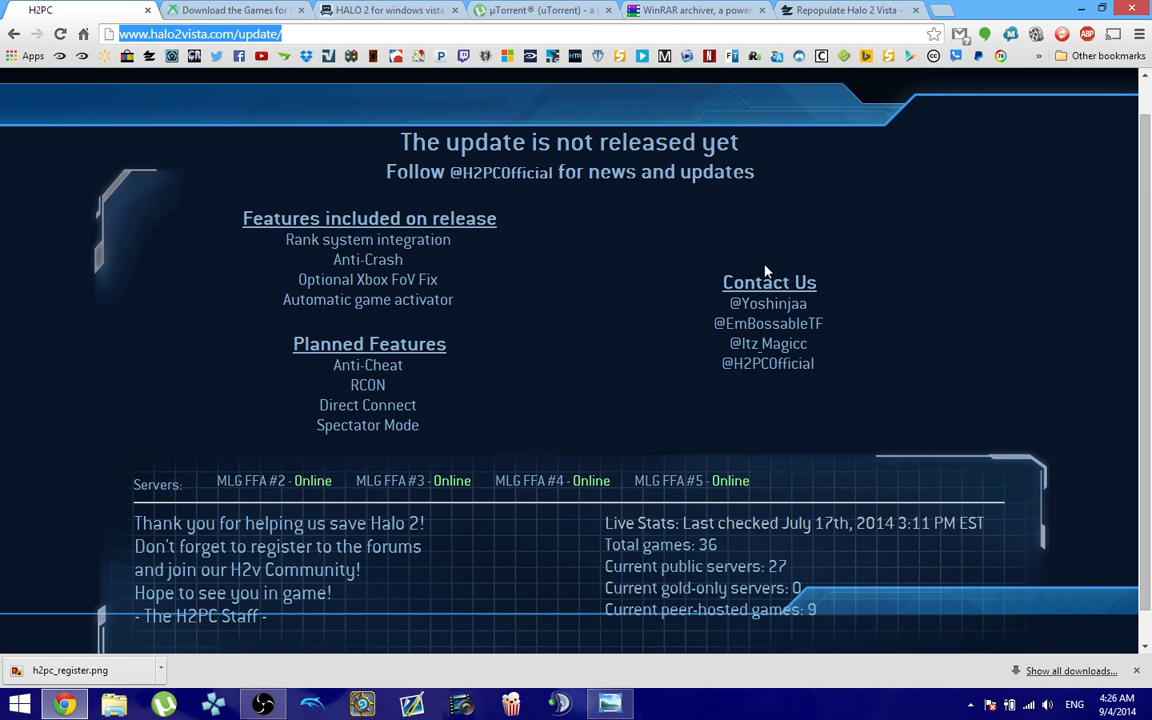 H2PC
Download the Games for
HALO 2 for windows vista
µTorrent® (uTorrent) - a (
WinRAR archiver, a power
Repopulate Halo 2 Vista -
www.halo2vista.com/update/
Apps
Other bookmarks
The update is not released yet
Follow @H2PCOfficial for news and updates
Features included on release
Rank system integration
Anti-Crash
Optional Xbox FoV Fix
Automatic game activator
Planned Features
Anti-Cheat
RCON
Direct Connect
Spectator Mode
Contact Us
@Yoshinjaa
@EmBossableTF
@Itz_Magicc
@H2PCOfficial
Servers: MLG FFA #2 - Online MLG FFA #3 - Online MLG FFA #4 - Online MLG FFA #5 - Online
Thank you for helping us save Halo 2!
Don't forget to register to the forums
and join our H2v Community!
Hope to see you in game!
- The H2PC Staff -
Live Stats: Last checked July 17th, 2014 3:11 PM EST
Total games: 36
Current public servers: 27
Current gold-only servers: 0
Current peer-hosted games: 9
h2pc_register.png
Show all downloads...
ENG
4:26 AM
9/4/2014